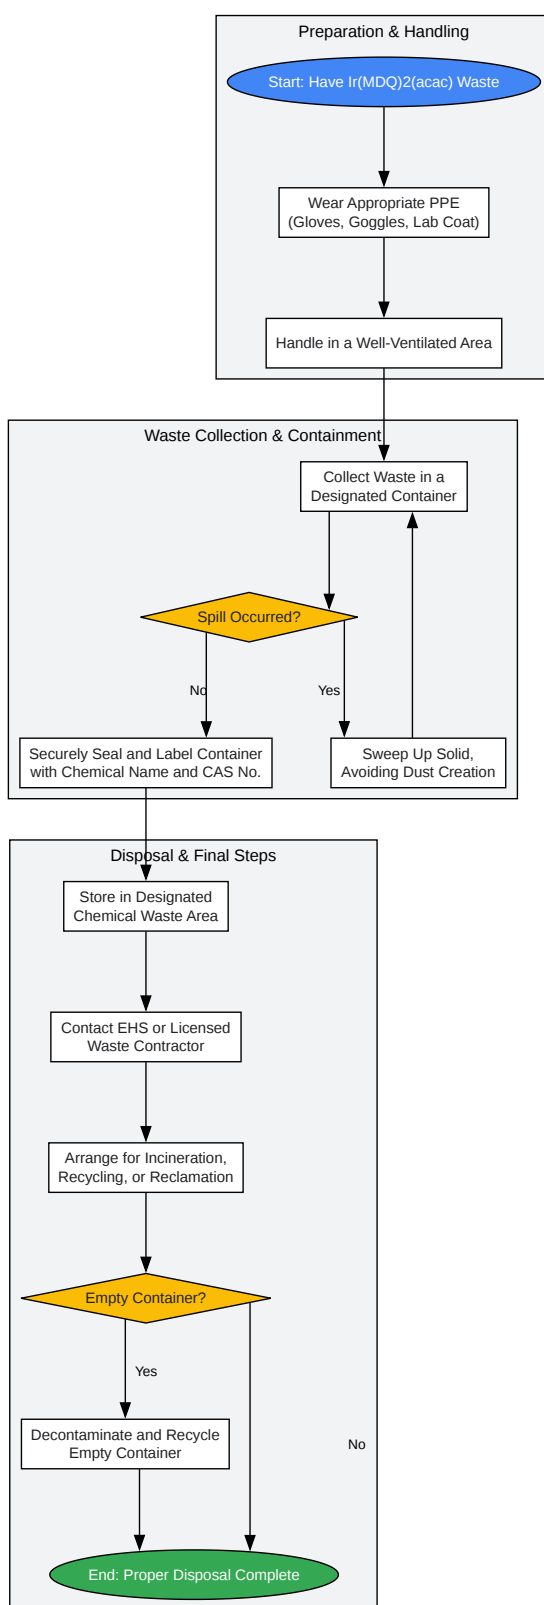 Preparation & Handling
Start: Have Ir(MDQ)2(acac) Waste
Wear Appropriate PPE
(Gloves, Goggles, Lab Coat)
Handle in a Well-Ventilated Area
Waste Collection & Containment
Collect Waste in a
Designated Container
Spill Occurred?
No
Yes
Securely Seal and Label Container
with Chemical Name and CAS No.
Sweep Up Solid,
Avoiding Dust Creation
Disposal & Final Steps
Store in Designated
Chemical Waste Area
Contact EHS or Licensed
Waste Contractor
Arrange for Incineration,
Recycling, or Reclamation
Empty Container?
Yes
Decontaminate and Recycle
Empty Container
No
End: Proper Disposal Complete